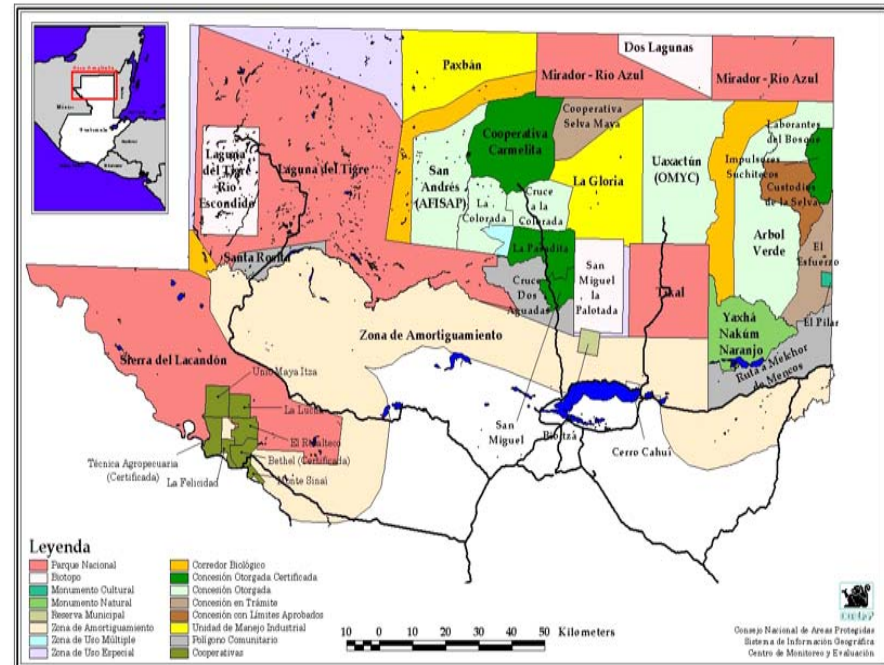 Paxbán
Dos Lagunas
Mirador - Rio Azul
Mirador - Rio Azul
Cooperativa
Selva Maya
Cooperativa
Carmelita
Laborantes
del Bosque
Laguna
del Tigre
Rio
Escondido
Laguna del Tigre
San
Andrés
(AFISAP)
La Gloria
Uaxactún
(OMYC)
Impulsores
Suchitecos
Custodios
de la Selva
La
Colorada
Cruce
a la
Colorada
Arbol
Verde
La Pasadita
El
Esfuerzo
Santa Rosita
San
Miguel
la
Palotada
Cruce
Dos
Aguadas
Tikal
Yaxhá
Nakúm
Naranjo
El Pilar
Zona de Amortiguamiento
Ruta a Melchor
de Mencos
Sierra del Lacandón
Unio Maya Itza
La Lucha
El Retalteco
Técnica Agropecuaria
(Certificada)
Bethel (Certificada)
La Felicidad
Monte Sinaí
San
Miguel
Cerro Cahuí
Leyenda
Parque Nacional
Biotopo
Monumento Cultural
Monumento Natural
Reserva Municipal
Zona de Amortiguamiento
Zona de Uso Múltiple
Zona de Uso Especial
Corredor Biológico
Concesión Otorgada Certificada
Concesión Otorgada
Concesión en Trámite
Concesión con Límites Aprobados
Unidad de Manejo Industrial
Polígono Comunitario
Cooperativas
10 0 10 20 30 40 50 Kilometers
Consejo Nacional de Areas Protegidas
Sistema de Información Geográfica
Centro de Monitoreo y Evaluación